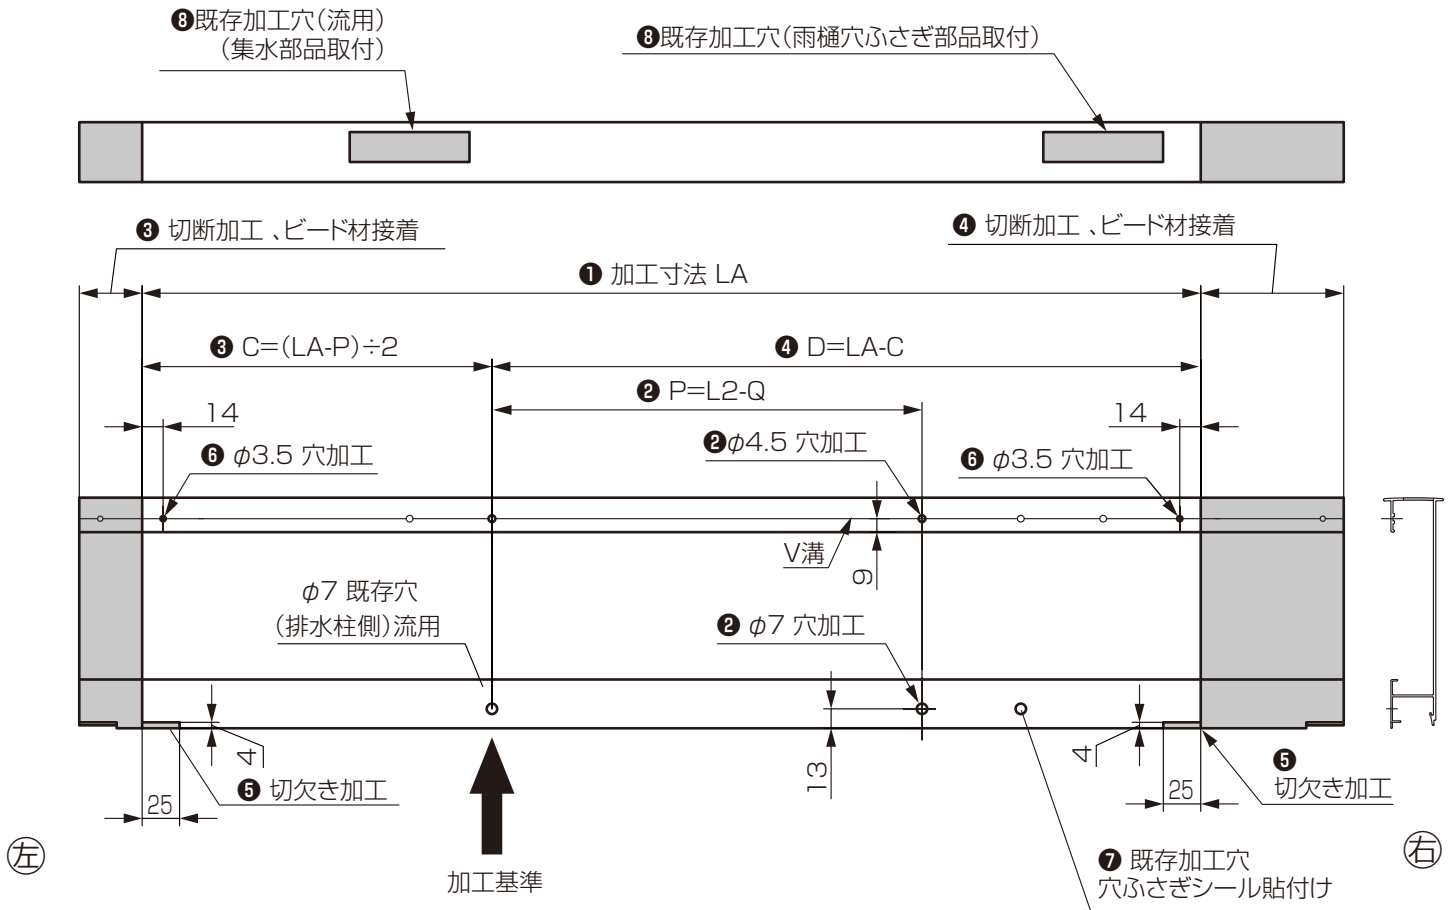 ❽既存加工穴(流用)
(集水部品取付)
❽既存加工穴(雨樋穴ふさぎ部品取付)
❸ 切断加工 、ビード材接着
❹ 切断加工 、ビード材接着
❶ 加工寸法 LA
❸ C=(LA-P)÷2
❹ D=LA-C
❷ P=L2-Q
14
14
❻ φ3.5 穴加工
❷φ4.5 穴加工
❻ φ3.5 穴加工
V溝
9
φ7 既存穴
(排水柱側)流用
❷ φ7 穴加工
4
13
4
❺ 切欠き加工
25
25
❺
切欠き加工
左
右
加工基準
❼ 既存加工穴
穴ふさぎシール貼付け